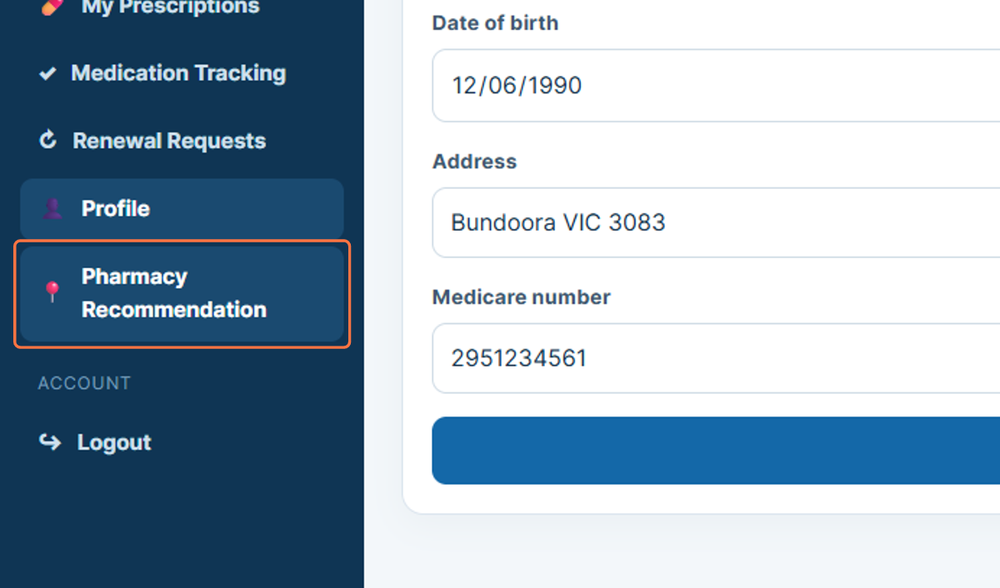 My Prescriptions
Medication Tracking
Renewal Requests
Profile
Pharmacy
Recommendation
ACCOUNT
Logout
Date of birth
12/06/1990
Address
Bundoora VIC 3083
Medicare number
2951234561